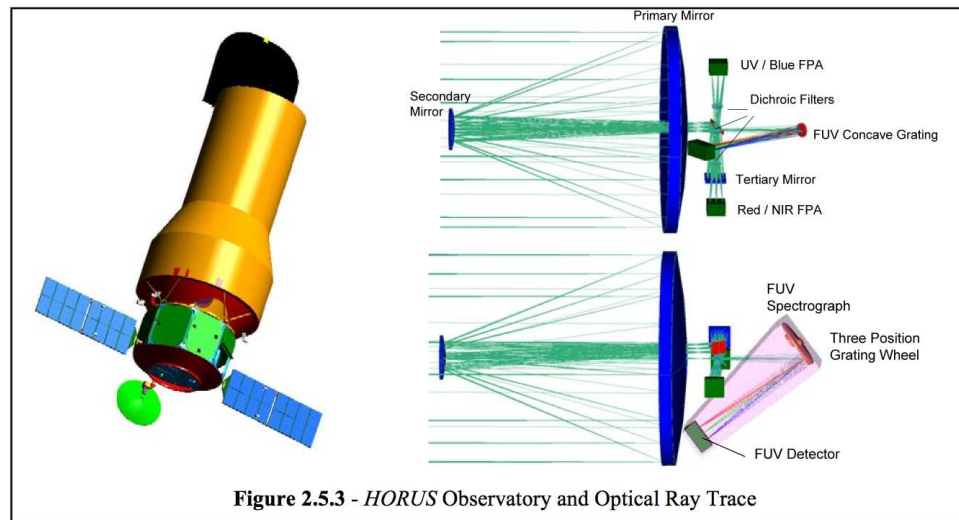 Primary Mirror
UV / Blue FPA
Secondary
Mirror
Dichroic Filters
FUV Concave Grating
Tertiary Mirror
Red / NIR FPA
FUV
Spectrograph
Three Position
Grating Wheel
FUV Detector
Figure 2.5.3 - HORUS Observatory and Optical Ray Trace